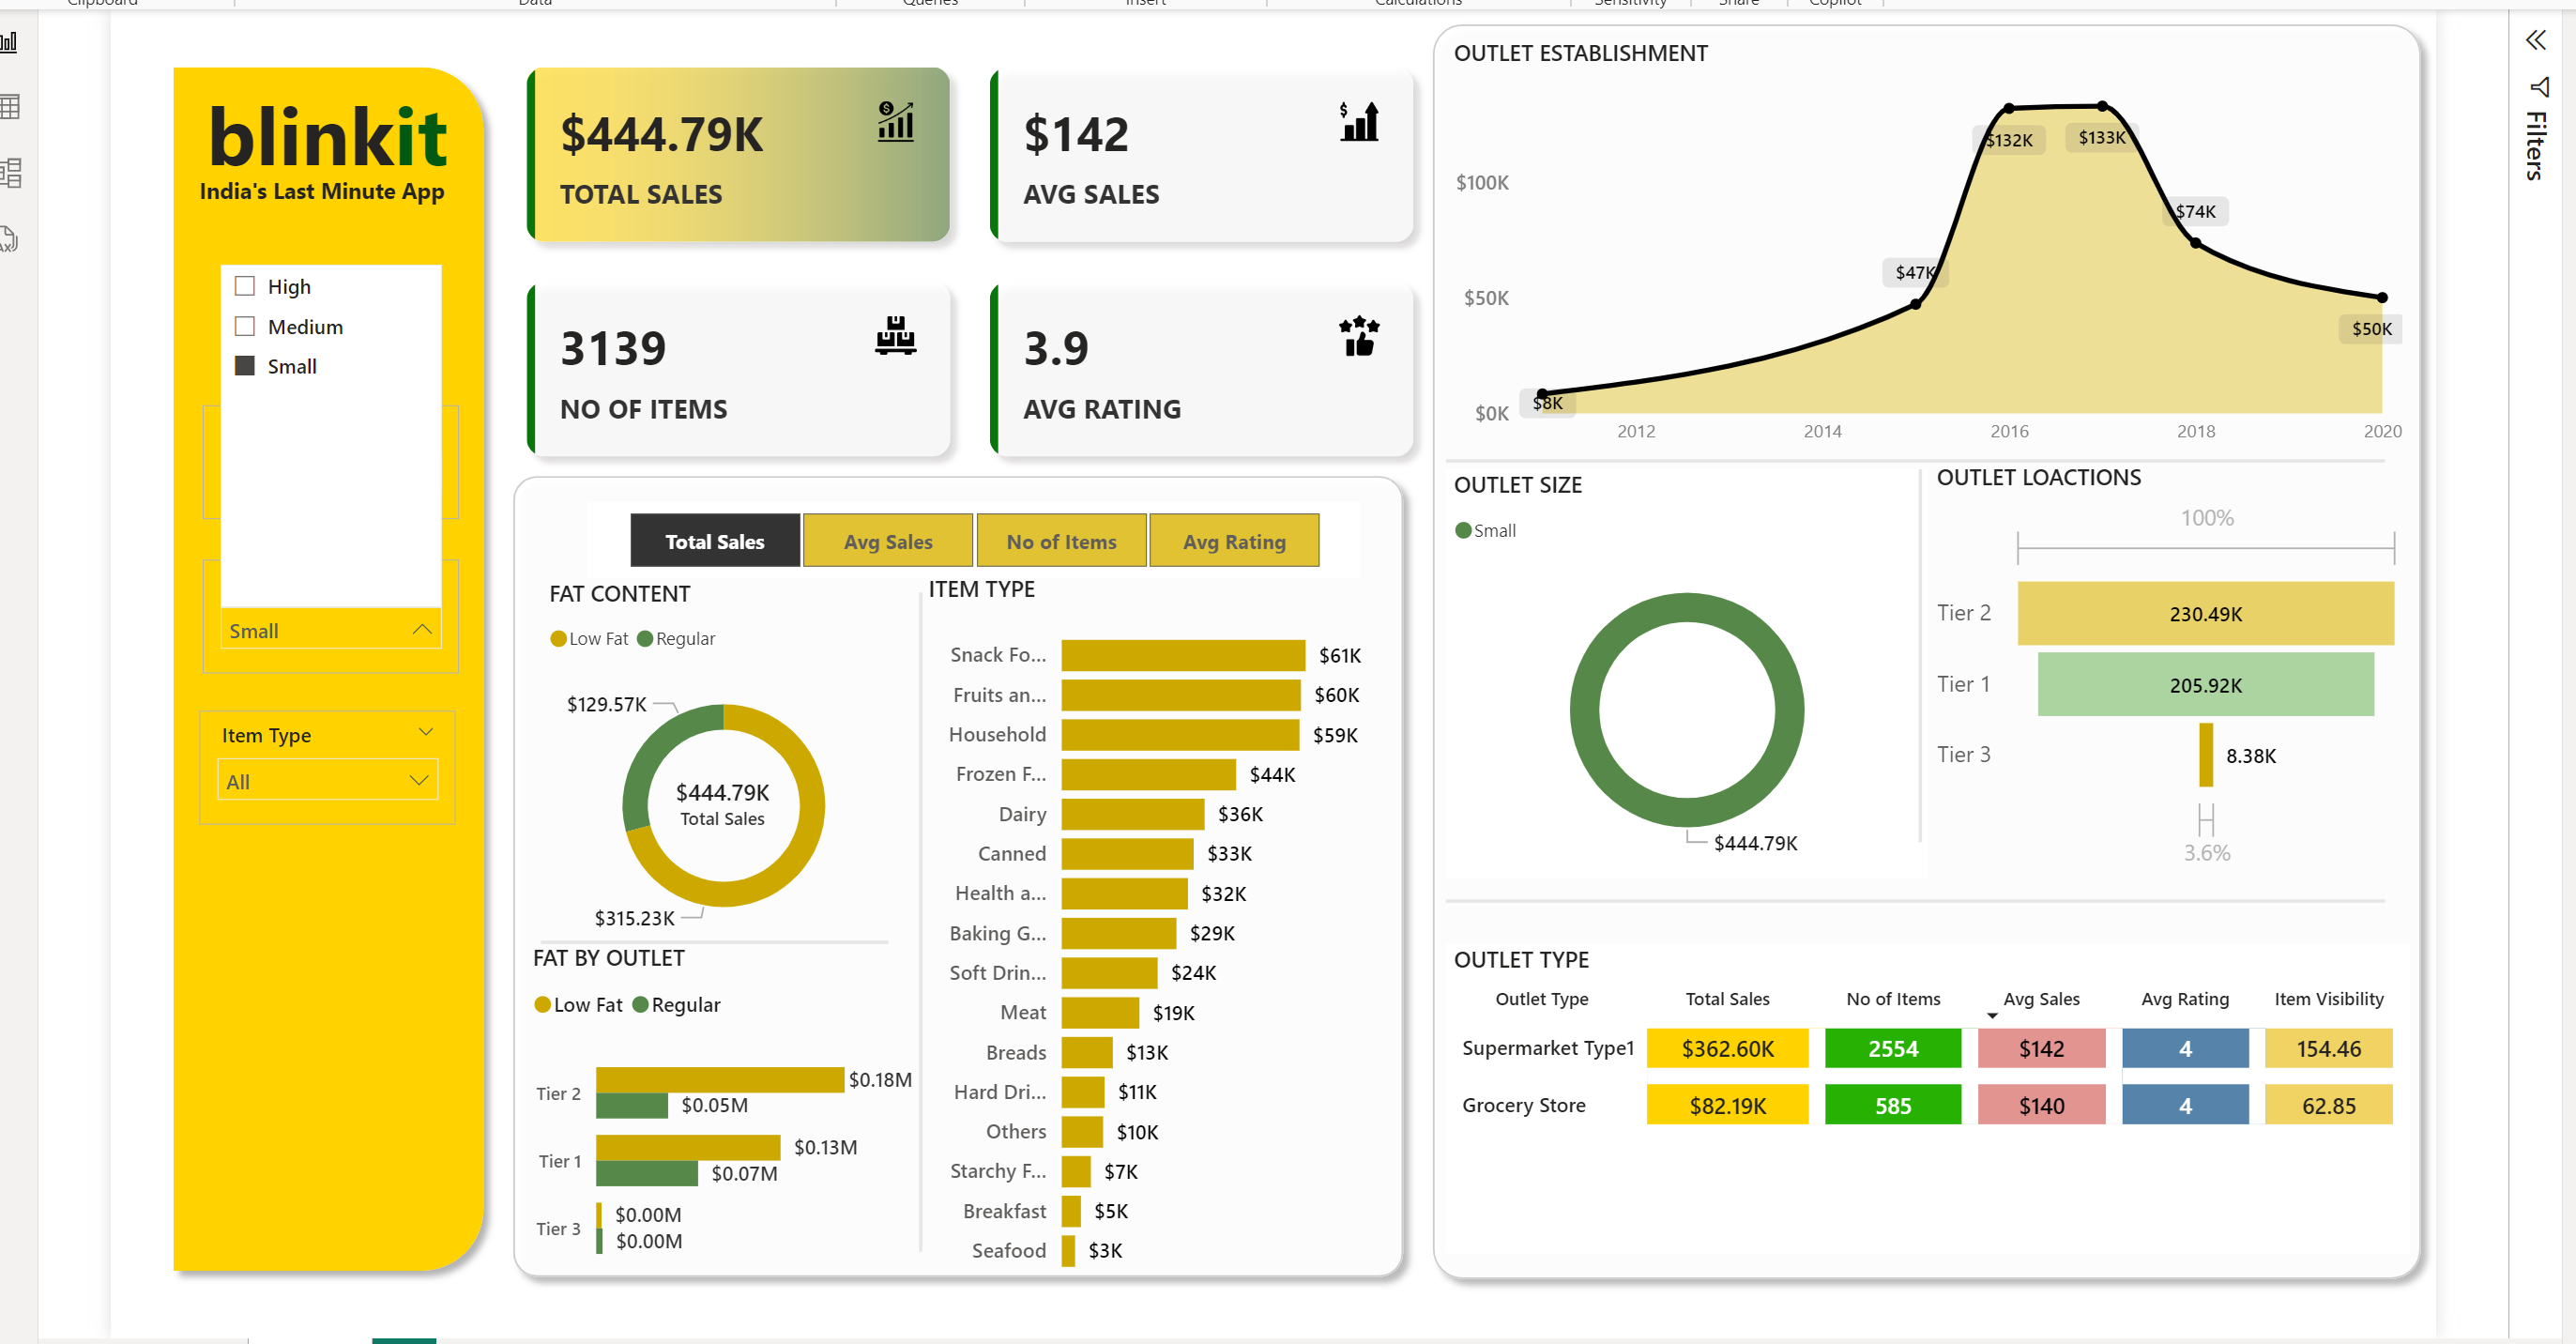 Clipboard
Data
Queries
Insert
Calculations
Sensitivity
Share
Copilot
blinkit
India's Last Minute App
High
Medium
Small
Small
Item Type
All
$444.79K
TOTAL SALES
$142
AVG SALES
3139
NO OF ITEMS
3.9
AVG RATING
Total Sales
Avg Sales
No of Items
Avg Rating
FAT CONTENT
Low Fat Regular
$129.57K
$444.79K
Total Sales
$315.23K
FAT BY OUTLET
Low Fat Regular
Tier 2 $0.18M
$0.05M
Tier 1 $0.13M
$0.07M
Tier 3 $0.00M
$0.00M
ITEM TYPE
Snack Fo... $61K
Fruits an... $60K
Household $59K
Frozen F... $44K
Dairy $36K
Canned $33K
Health a... $32K
Baking G... $29K
Soft Drin... $24K
Meat $19K
Breads $13K
Hard Dri... $11K
Others $10K
Starchy F... $7K
Breakfast $5K
Seafood $3K
OUTLET ESTABLISHMENT
$100K
$50K
$0K
$8K
$47K
$132K
$133K
$74K
$50K
2012 2014 2016 2018 2020
OUTLET SIZE
Small
$444.79K
OUTLET LOACTIONS
100%
Tier 2 230.49K
Tier 1 205.92K
Tier 3 8.38K
3.6%
OUTLET TYPE
Outlet Type Total Sales No of Items Avg Sales Avg Rating Item Visibility
Supermarket Type1 $362.60K 2554 $142 4 154.46
Grocery Store $82.19K 585 $140 4 62.85
Filters